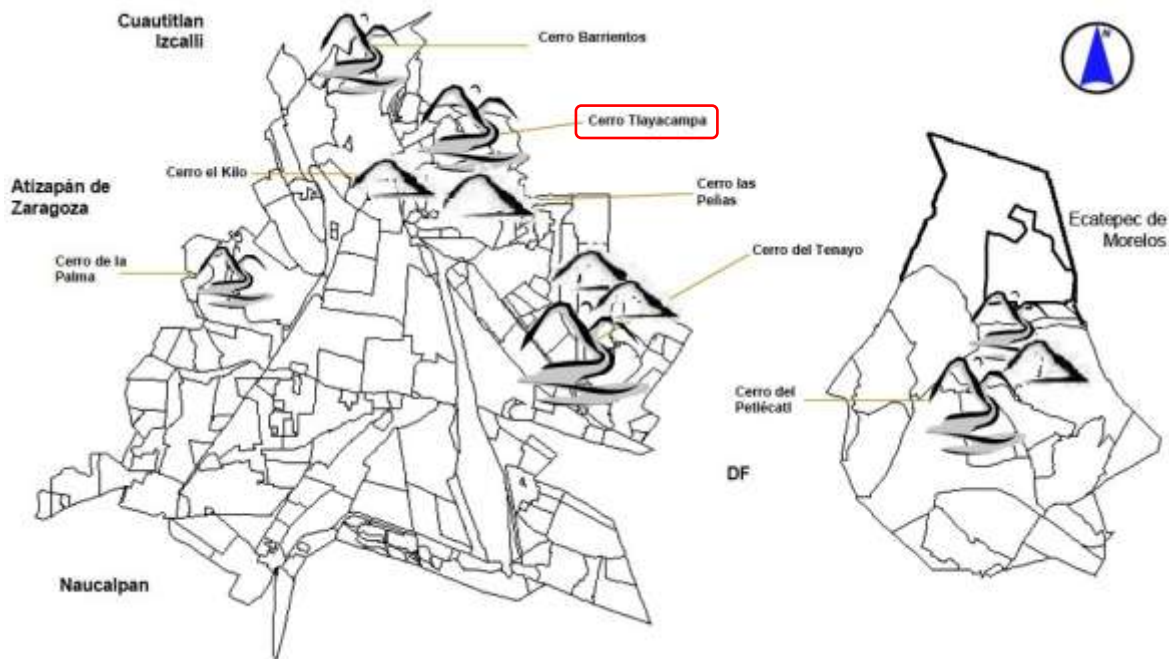 Cuautitlan
Izcalli
Cerro Barrientos
N
Cerro Tlayacampa
Cerro el Kilo
Atizapán de
Zaragoza
Cerro las
Peñas
Ecatepec de
Morelos
Cerro del Tenayo
Cerro de la
Palma
Cerro del
Petlécatl
DF
Naucalpan